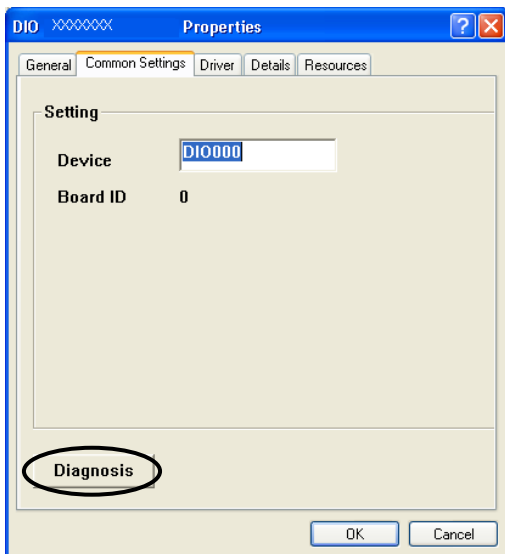 DIO XXXXXXX Properties
General Common Settings Driver Details Resources
Setting
Device DIO000
Board ID 0
Diagnosis
OK Cancel